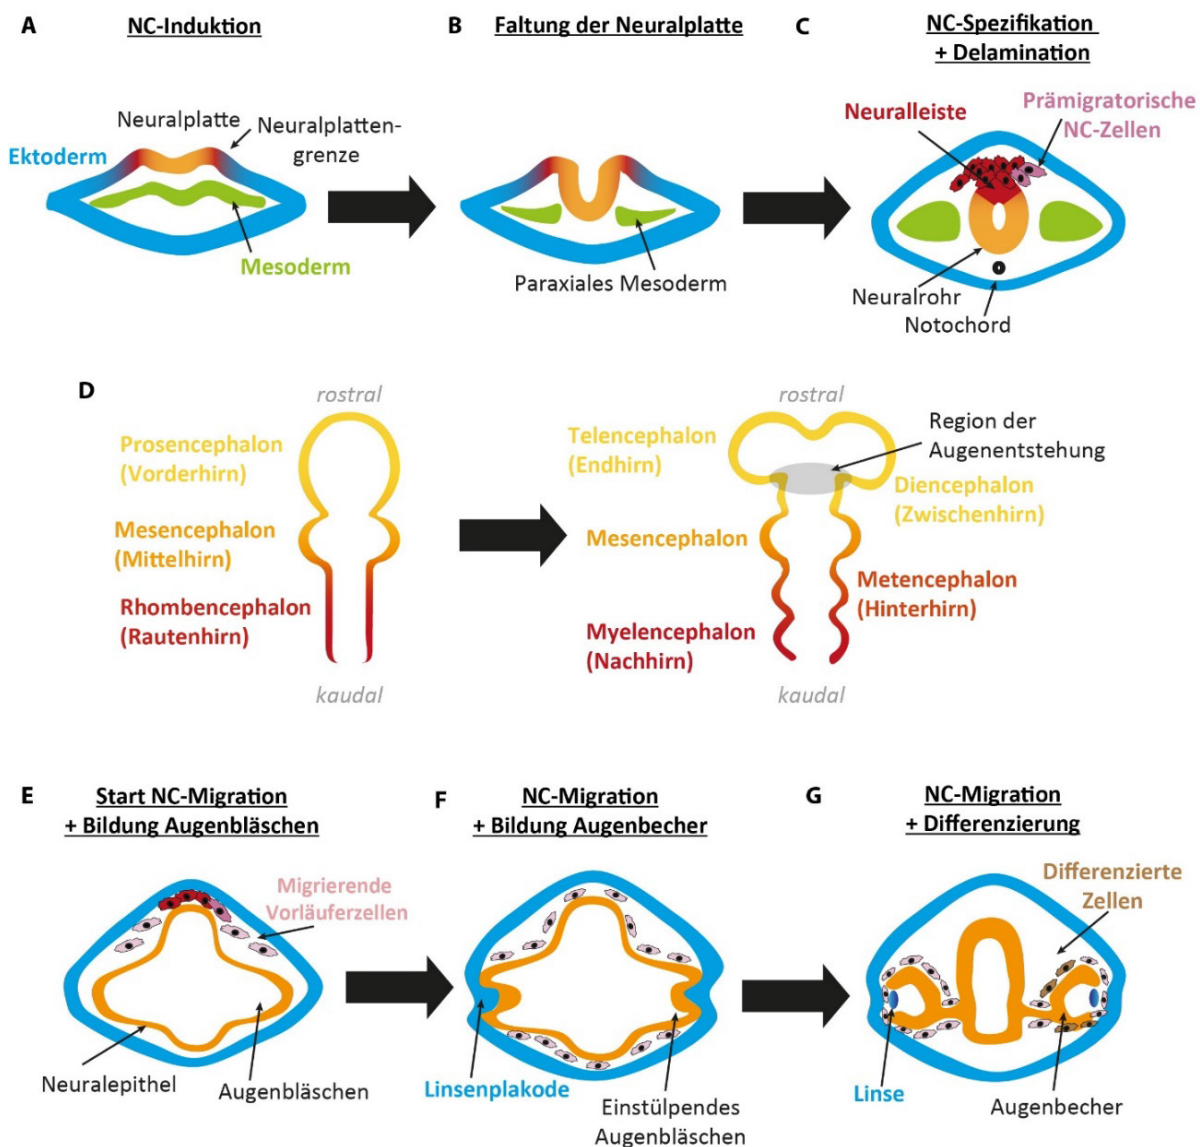 A
NC-Induktion
B
Faltung der Neuralplatte
C
NC-Spezifikation
+ Delamination
Neuralplatte
Neuralplatten-
grenze
Ektoderm
Mesoderm
Paraxiales Mesoderm
Neuralleiste
Prämigratorische
NC-Zellen
Neuralrohr
Notochord
D
rostral
Prosencephalon
(Vorderhirn)
Mesencephalon
(Mittelhirn)
Rhombencephalon
(Rautenhirn)
kaudal
rostral
Telencephalon
(Endhirn)
Region der
Augenentstehung
Diencephalon
(Zwischenhirn)
Mesencephalon
Metencephalon
(Hinterhirn)
Myelencephalon
(Nachhirn)
kaudal
E
Start NC-Migration
+ Bildung Augenbläschen
F
NC-Migration
+ Bildung Augenbecher
G
NC-Migration
+ Differenzierung
Migrierende
Vorläuferzellen
Neuralepithel
Augenbläschen
Linsenplakode
Einstülpendes
Augenbläschen
Differenzierte
Zellen
Linse
Augenbecher